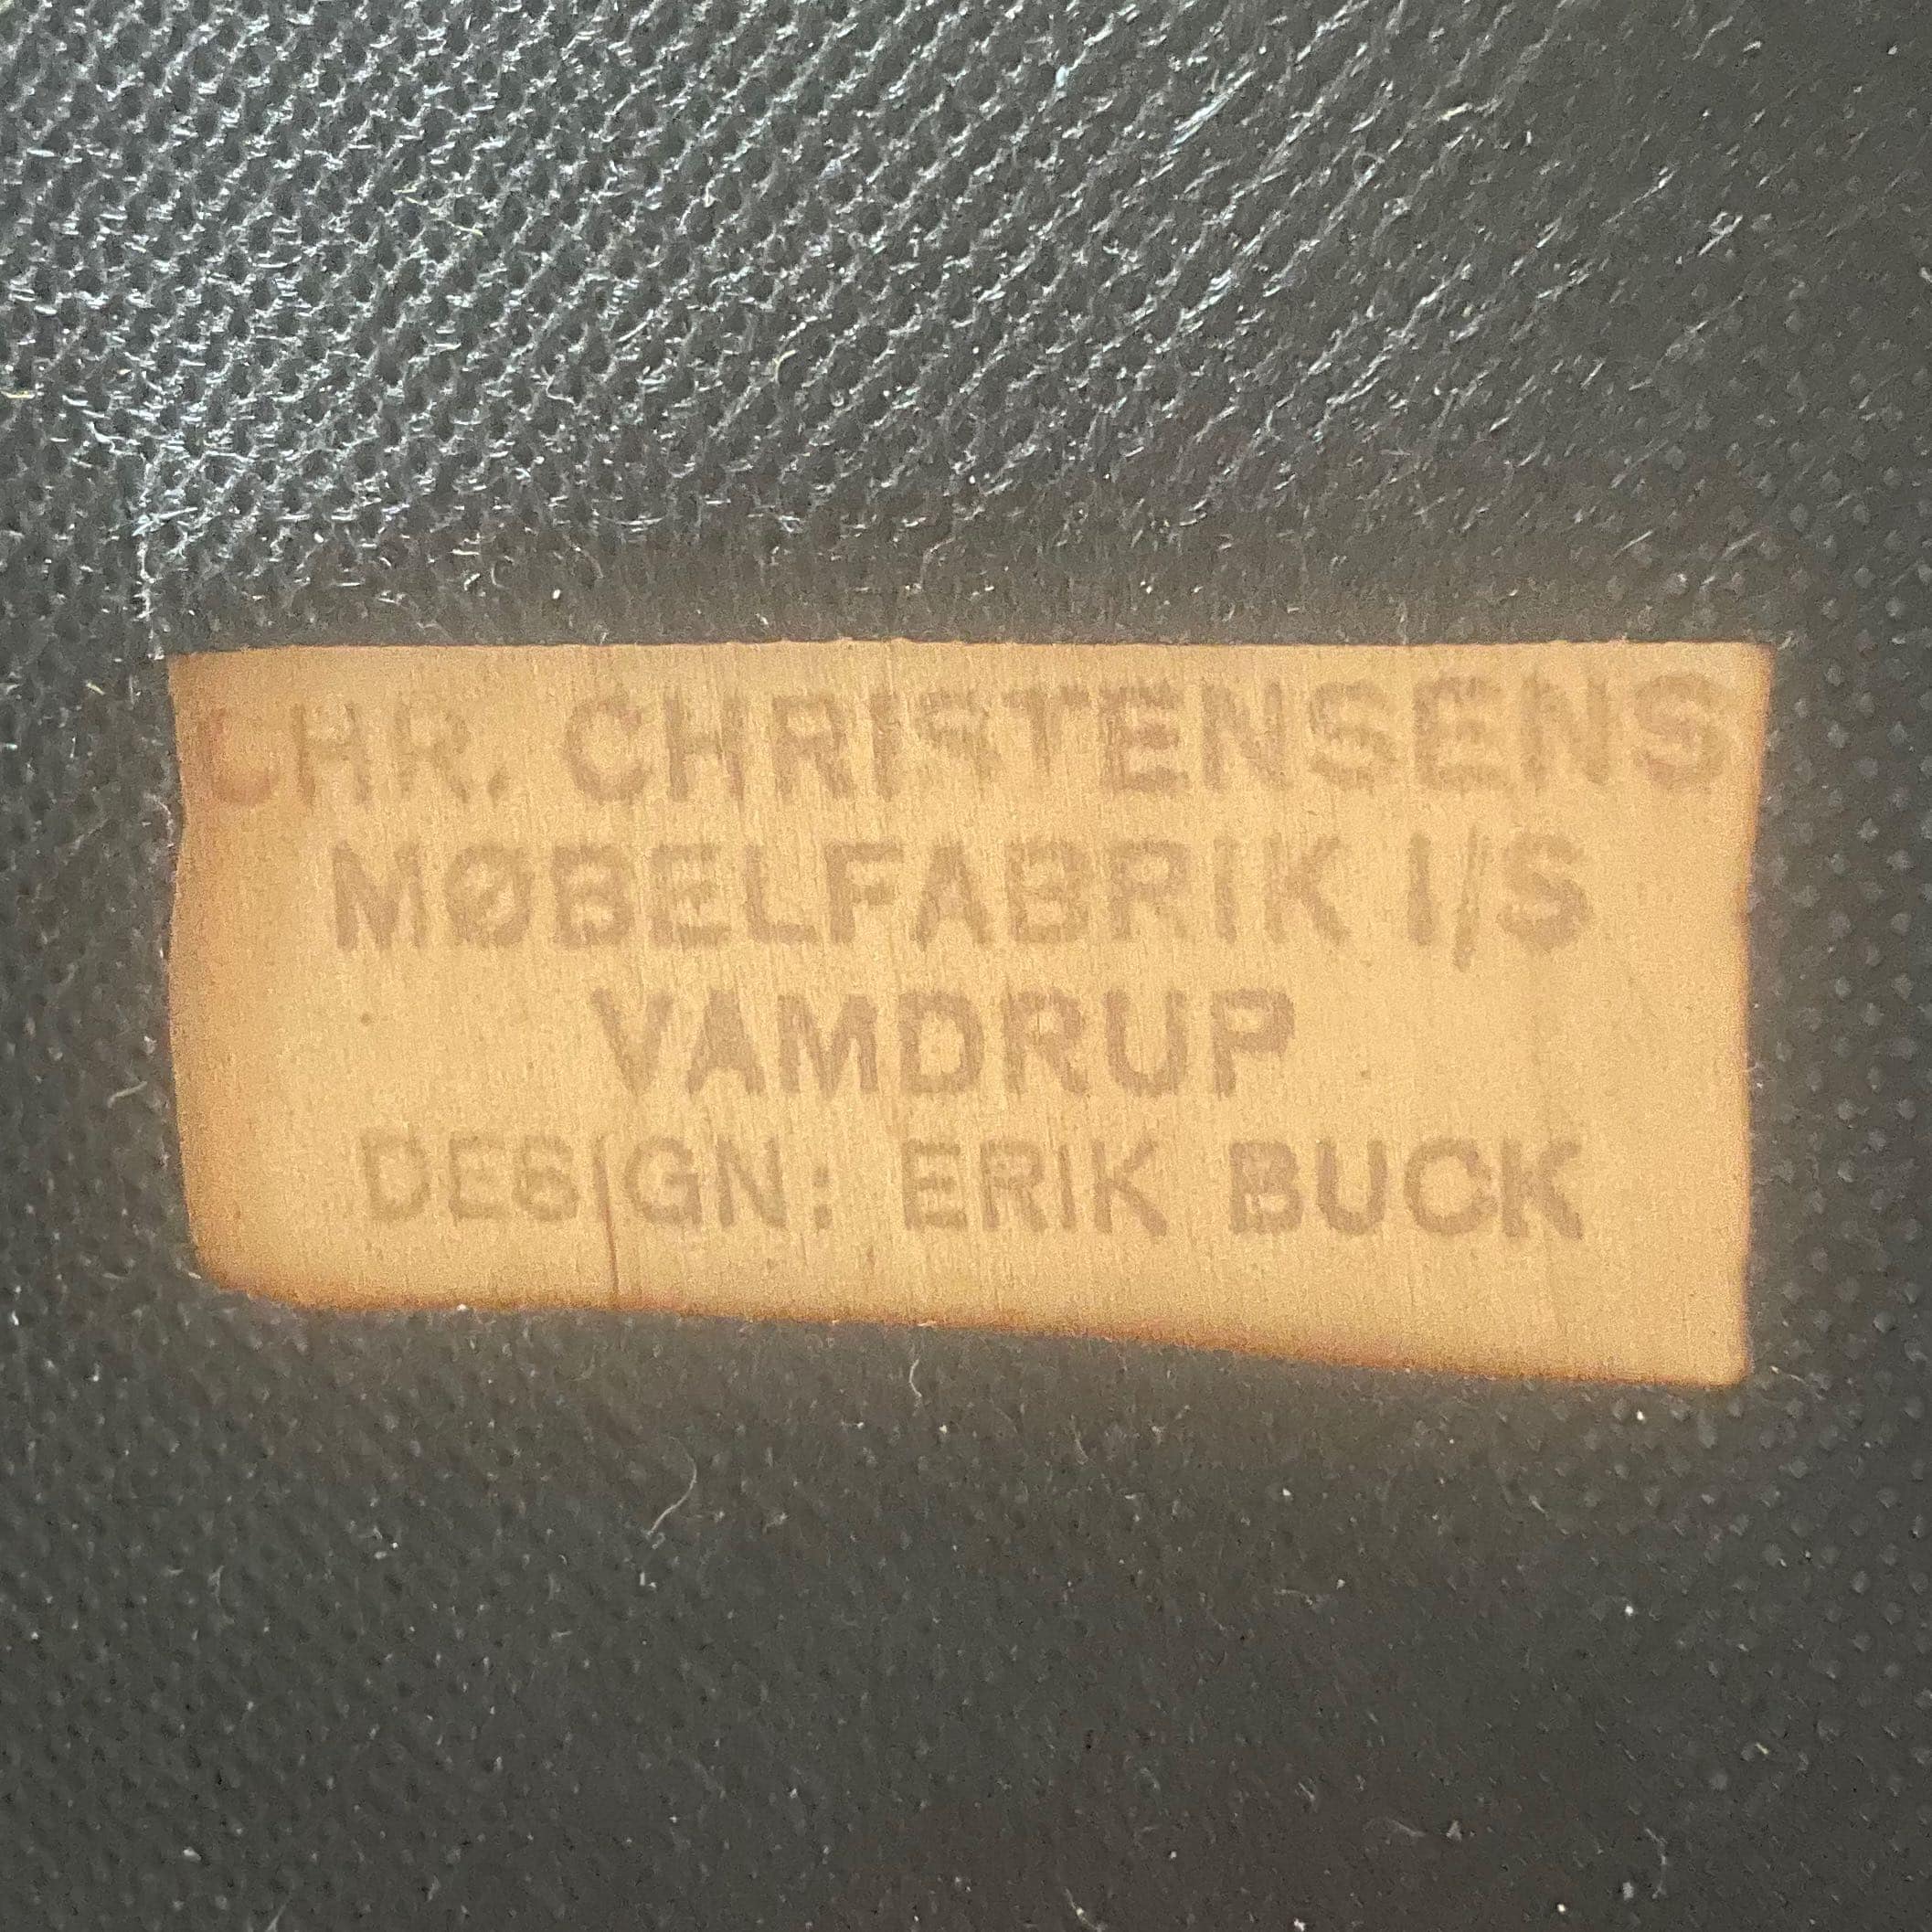 CHR. CHRISTENSENS
MØBELFABRIK I/S
VAMDRUP
DESIGN: ERIK BUCK